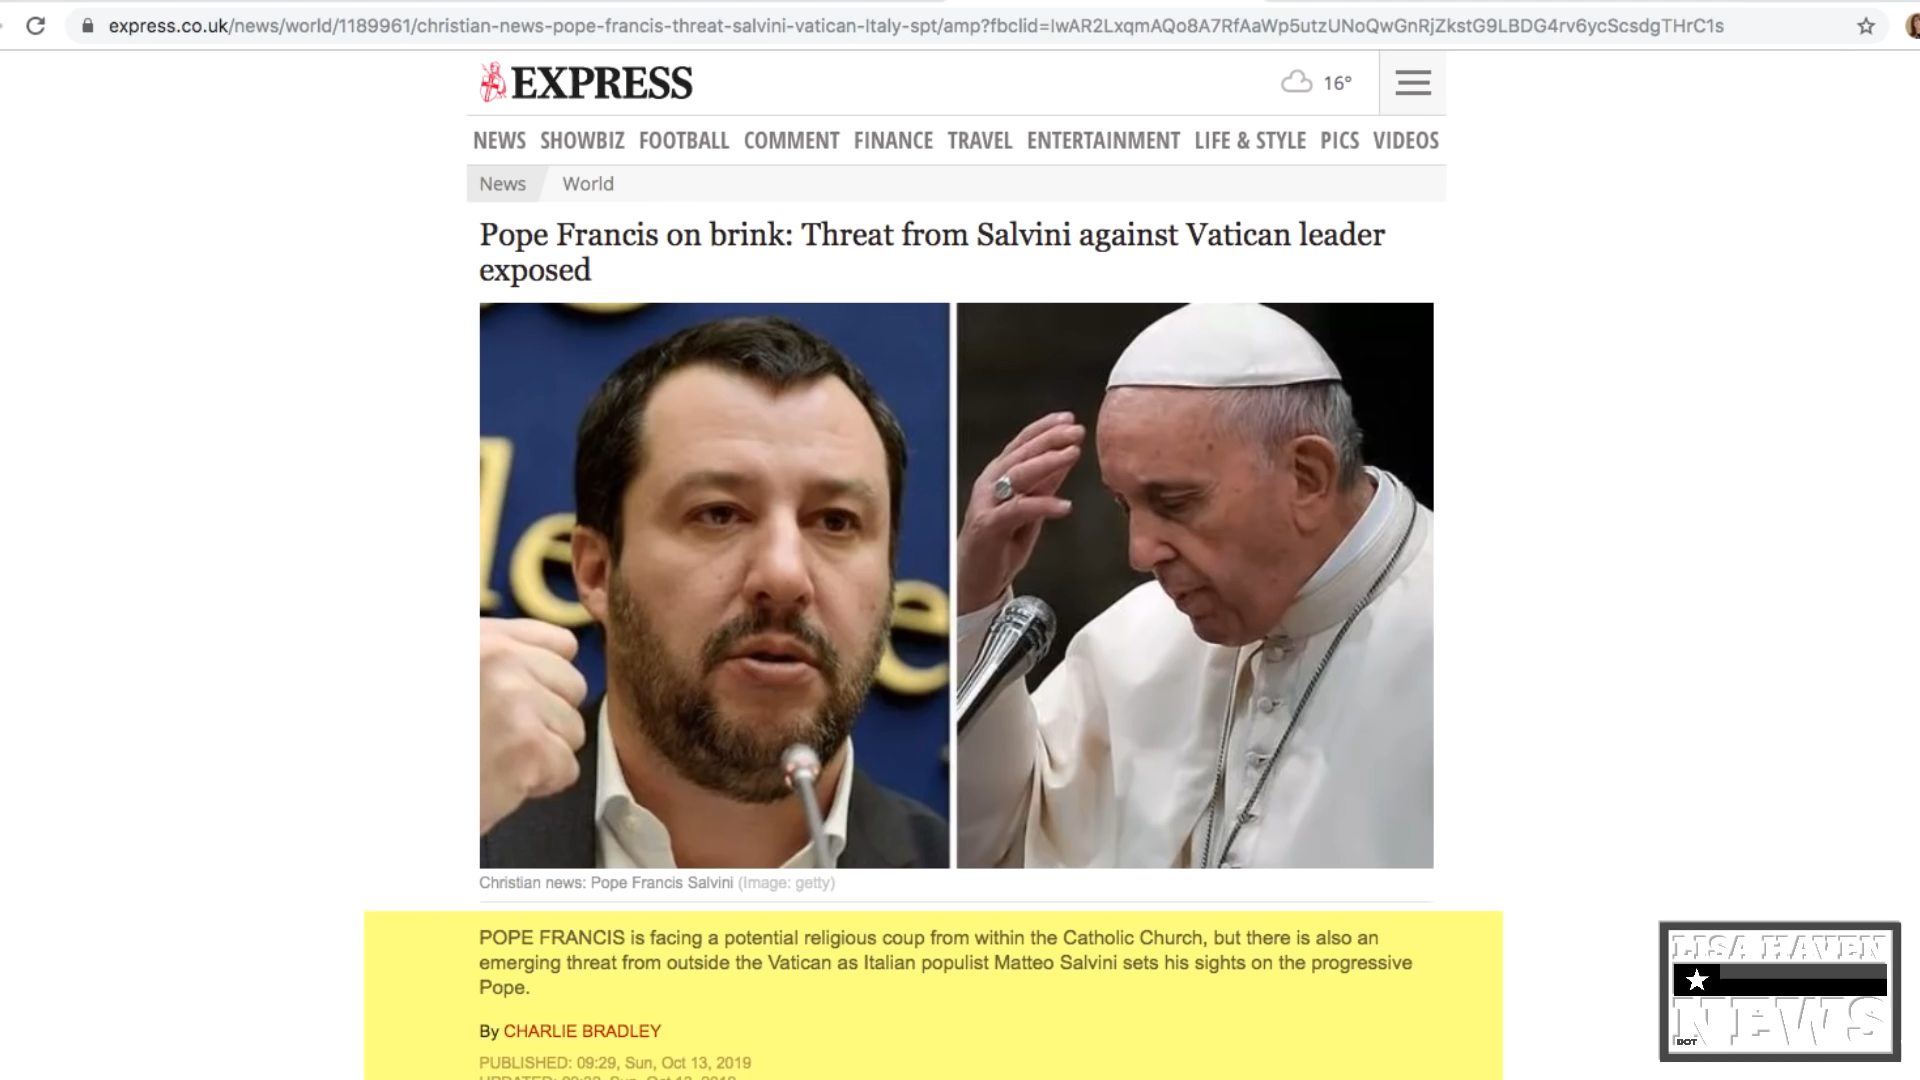 express.co.uk/news/world/1189961/christian-news-pope-francis-threat-salvini-vatican-Italy-spt/amp?fbclid=IwAR2LxqmAQo8A7RfAaWp5utzUNoQwGnRjZkstG9LBDG4rv6ycScsdgTHrC1s
EXPRESS
16°
NEWS SHOWBIZ FOOTBALL COMMENT FINANCE TRAVEL ENTERTAINMENT LIFE & STYLE PICS VIDEOS
News World
Pope Francis on brink: Threat from Salvini against Vatican leader
exposed
Christian news: Pope Francis Salvini (Image: getty)
POPE FRANCIS is facing a potential religious coup from within the Catholic Church, but there is also an
emerging threat from outside the Vatican as Italian populist Matteo Salvini sets his sights on the progressive
Pope.
By CHARLIE BRADLEY
PUBLISHED: 09:29, Sun, Oct 13, 2019
LISA HAVEN
NEWS
DOT